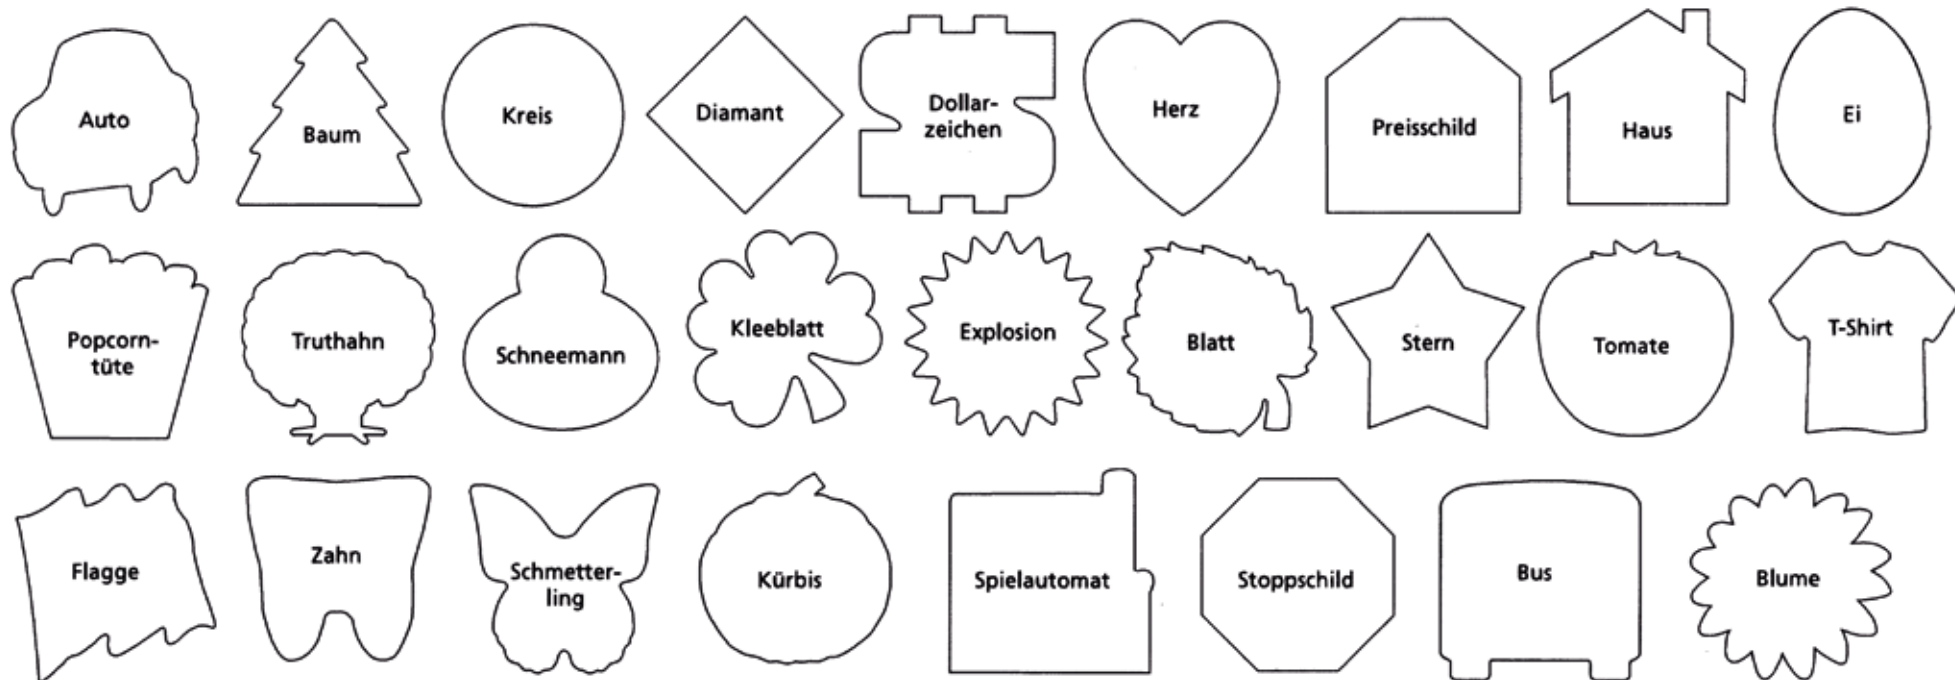 Auto
Baum
Kreis
Diamant
Dollar-
zeichen
Herz
Preisschild
Haus
Ei
Popcorn-
tüte
Truthahn
Schneemann
Kleeblatt
Explosion
Blatt
Stern
Tomate
T-Shirt
Flagge
Zahn
Schmetter-
ling
Kürbis
Spielautomat
Stoppschild
Bus
Blume